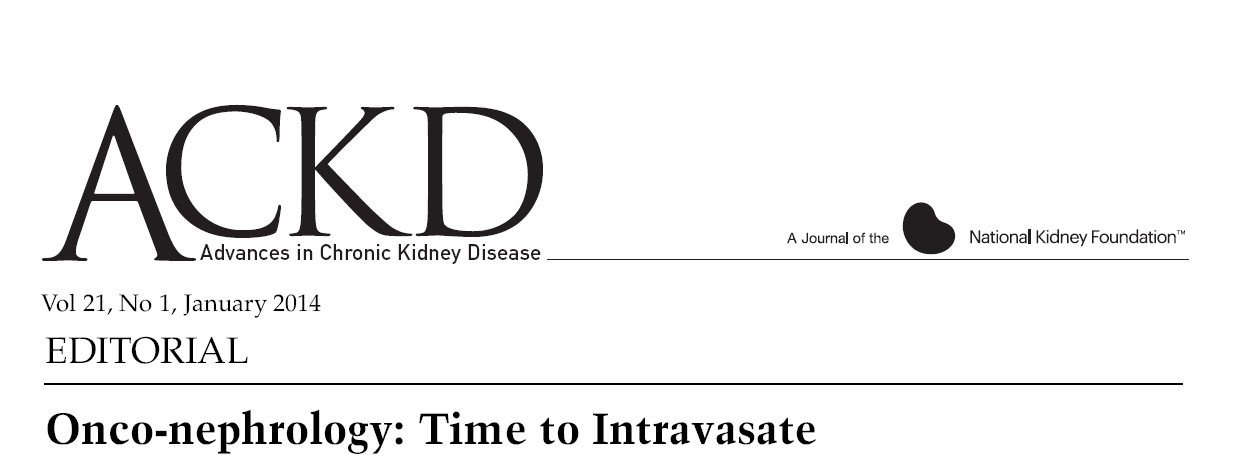 ACKD
Advances in Chronic Kidney Disease
A Journal of the National Kidney Foundation™
Vol 21, No 1, January 2014
EDITORIAL
Onco-nephrology: Time to Intravasate